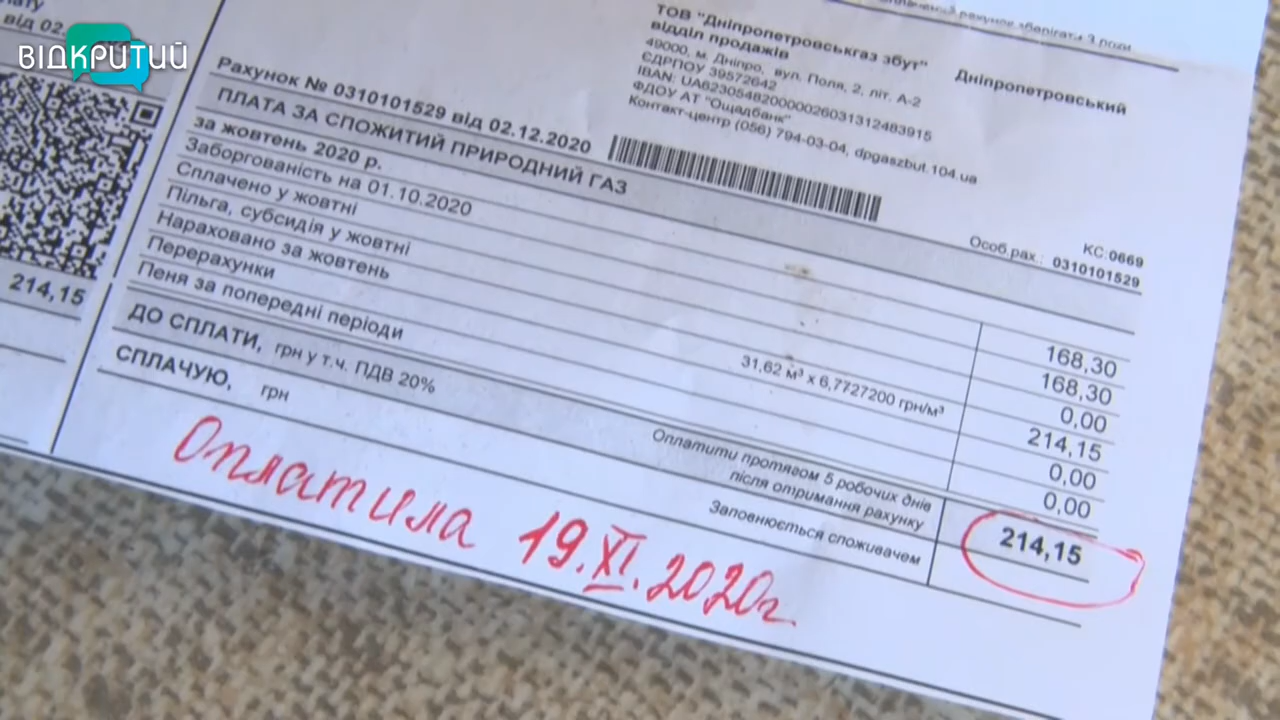 ВІДКРИТИЙ
від 02.
214,15
ТОВ "Дніпропетровськгаз збут"
відділ продажів
49000, м. Дніпро, вул. Поля, 2, літ. А-2
ЄДРПОУ 39572642
IBAN: UA623054820000026031312483915
ФДОУ АТ "Ощадбанк"
Контакт-центр (056) 794-03-04, dpgaszbut.104.ua
Дніпропетровський
Рахунок № 0310101529 від 02.12.2020
КС:0669
Особ.рах.: 0310101529
ПЛАТА ЗА СПОЖИТИЙ ПРИРОДНИЙ ГАЗ
за жовтень 2020 р.
Заборгованість на 01.10.2020 168,30
Сплачено у жовтні 168,30
Пільга, субсидія у жовтні 0,00
Нараховано за жовтень 31,62 м³ x 6,7727200 грн/м³ 214,15
Перерахунки 0,00
Пеня за попередні періоди 0,00
ДО СПЛАТИ, грн у т.ч. ПДВ 20% Оплатити протягом 5 робочих днів
після отримання рахунку 214,15
СПЛАЧУЮ, грн Заповнюється споживачем
Оплатила 19.XI.2020г.